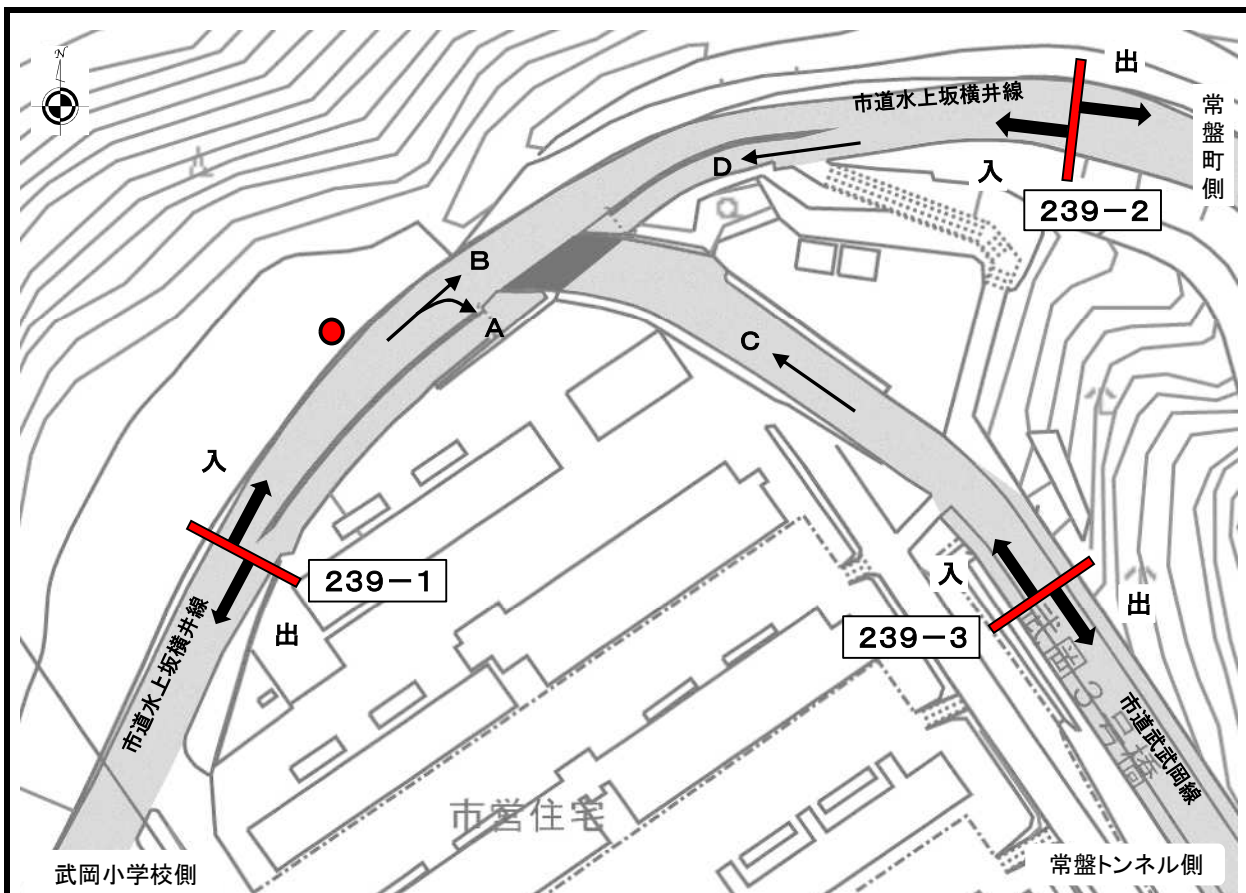 N
出
市道水上坂横井線
常盤町側
D
入
239-2
B
A
C
入
239-1
出
市道水上坂横井線
入
出
239-3
武岡3号橋
市道武武岡線
市営住宅
武岡小学校側
常盤トンネル側